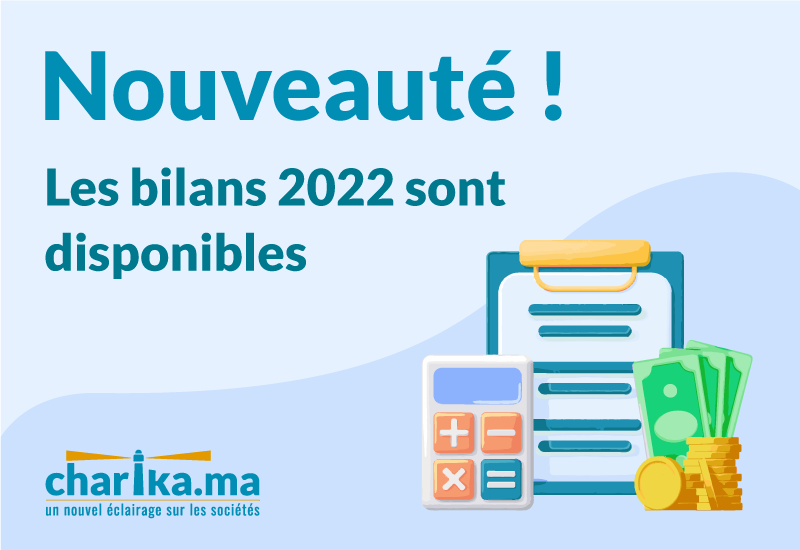 Nouveauté !
Les bilans 2022 sont
disponibles
charika.ma
un nouvel éclairage sur les sociétés